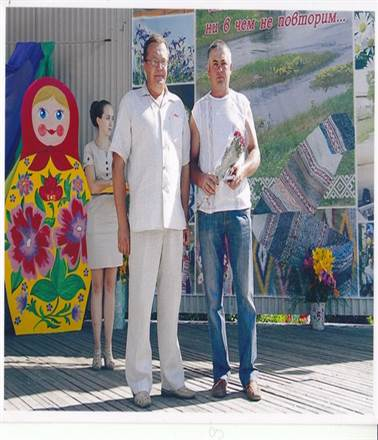 ни в чем не повторим...